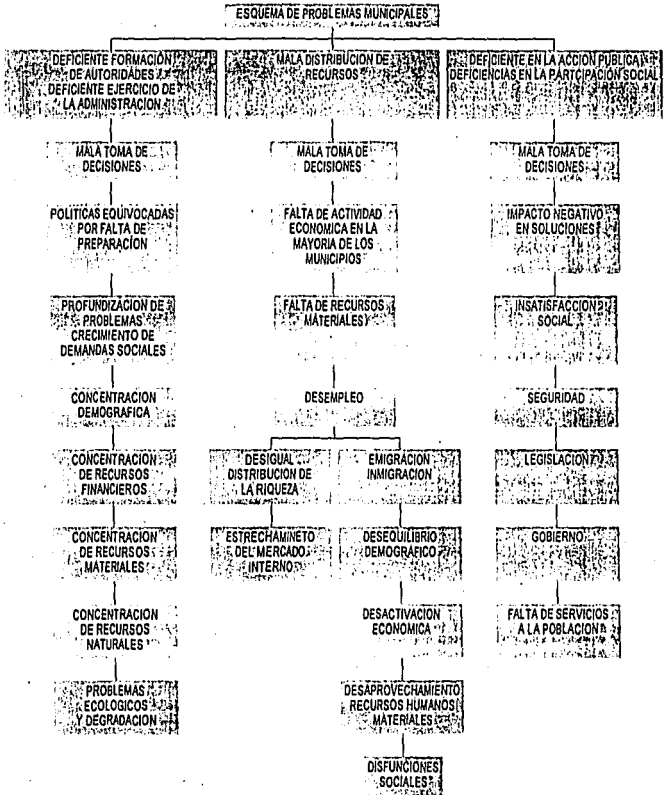 ESQUEMA DE PROBLEMAS MUNICIPALES
DEFICIENTE FORMACIÓN
DE AUTORIDADES
DEFICIENTE EJERCICIO DE
LA ADMINISTRACION
MALA TOMA DE
DECISIONES
POLITICAS EQUIVOCADAS
POR FALTA DE
PREPARACÍON
PROFUNDIZACION DE
PROBLEMAS
CRECIMIENTO DE
DEMANDAS SOCIALES
CONCENTRACION
DEMOGRAFICA
CONCENTRACION
DE RECURSOS
FINANCIEROS
CONCENTRACION
DE RECURSOS
MATERIALES
CONCENTRACION
DE RECURSOS
NATURALES
PROBLEMAS
ECOLOGICOS
Y DEGRADACION
MALA DISTRIBUCION DE
RECURSOS
MALA TOMA DE
DECISIONES
FALTA DE ACTIVIDAD
ECONOMICA EN LA
MAYORIA DE LOS
MUNICIPIOS
FALTA DE RECURSOS
MATERIALES
DESEMPLEO
DESIGUAL
DISTRIBUCION DE
LA RIQUEZA
ESTRECHAMINETO
DEL MERCADO
INTERNO
EMIGRACION
INMIGRACION
DESEQUILIBRIO
DEMOGRAFICO
DESACTIVACION
ECONOMICA
DESAPROVECHAMIENTO
RECURSOS HUMANOS
MATERIALES
DISFUNCIONES
SOCIALES
DEFICIENTE EN LA ACCION PUBLICA
DEFICIENCIAS EN LA PARTCIPACIÓN SOCIAL
MALA TOMA DE
DECISIONES
IMPACTO NEGATIVO
EN SOLUCIONES
INSATISFACCION
SOCIAL
SEGURIDAD
LEGISLACION
GOBIERNO
FALTA DE SERVICIOS
A LA POBLACION